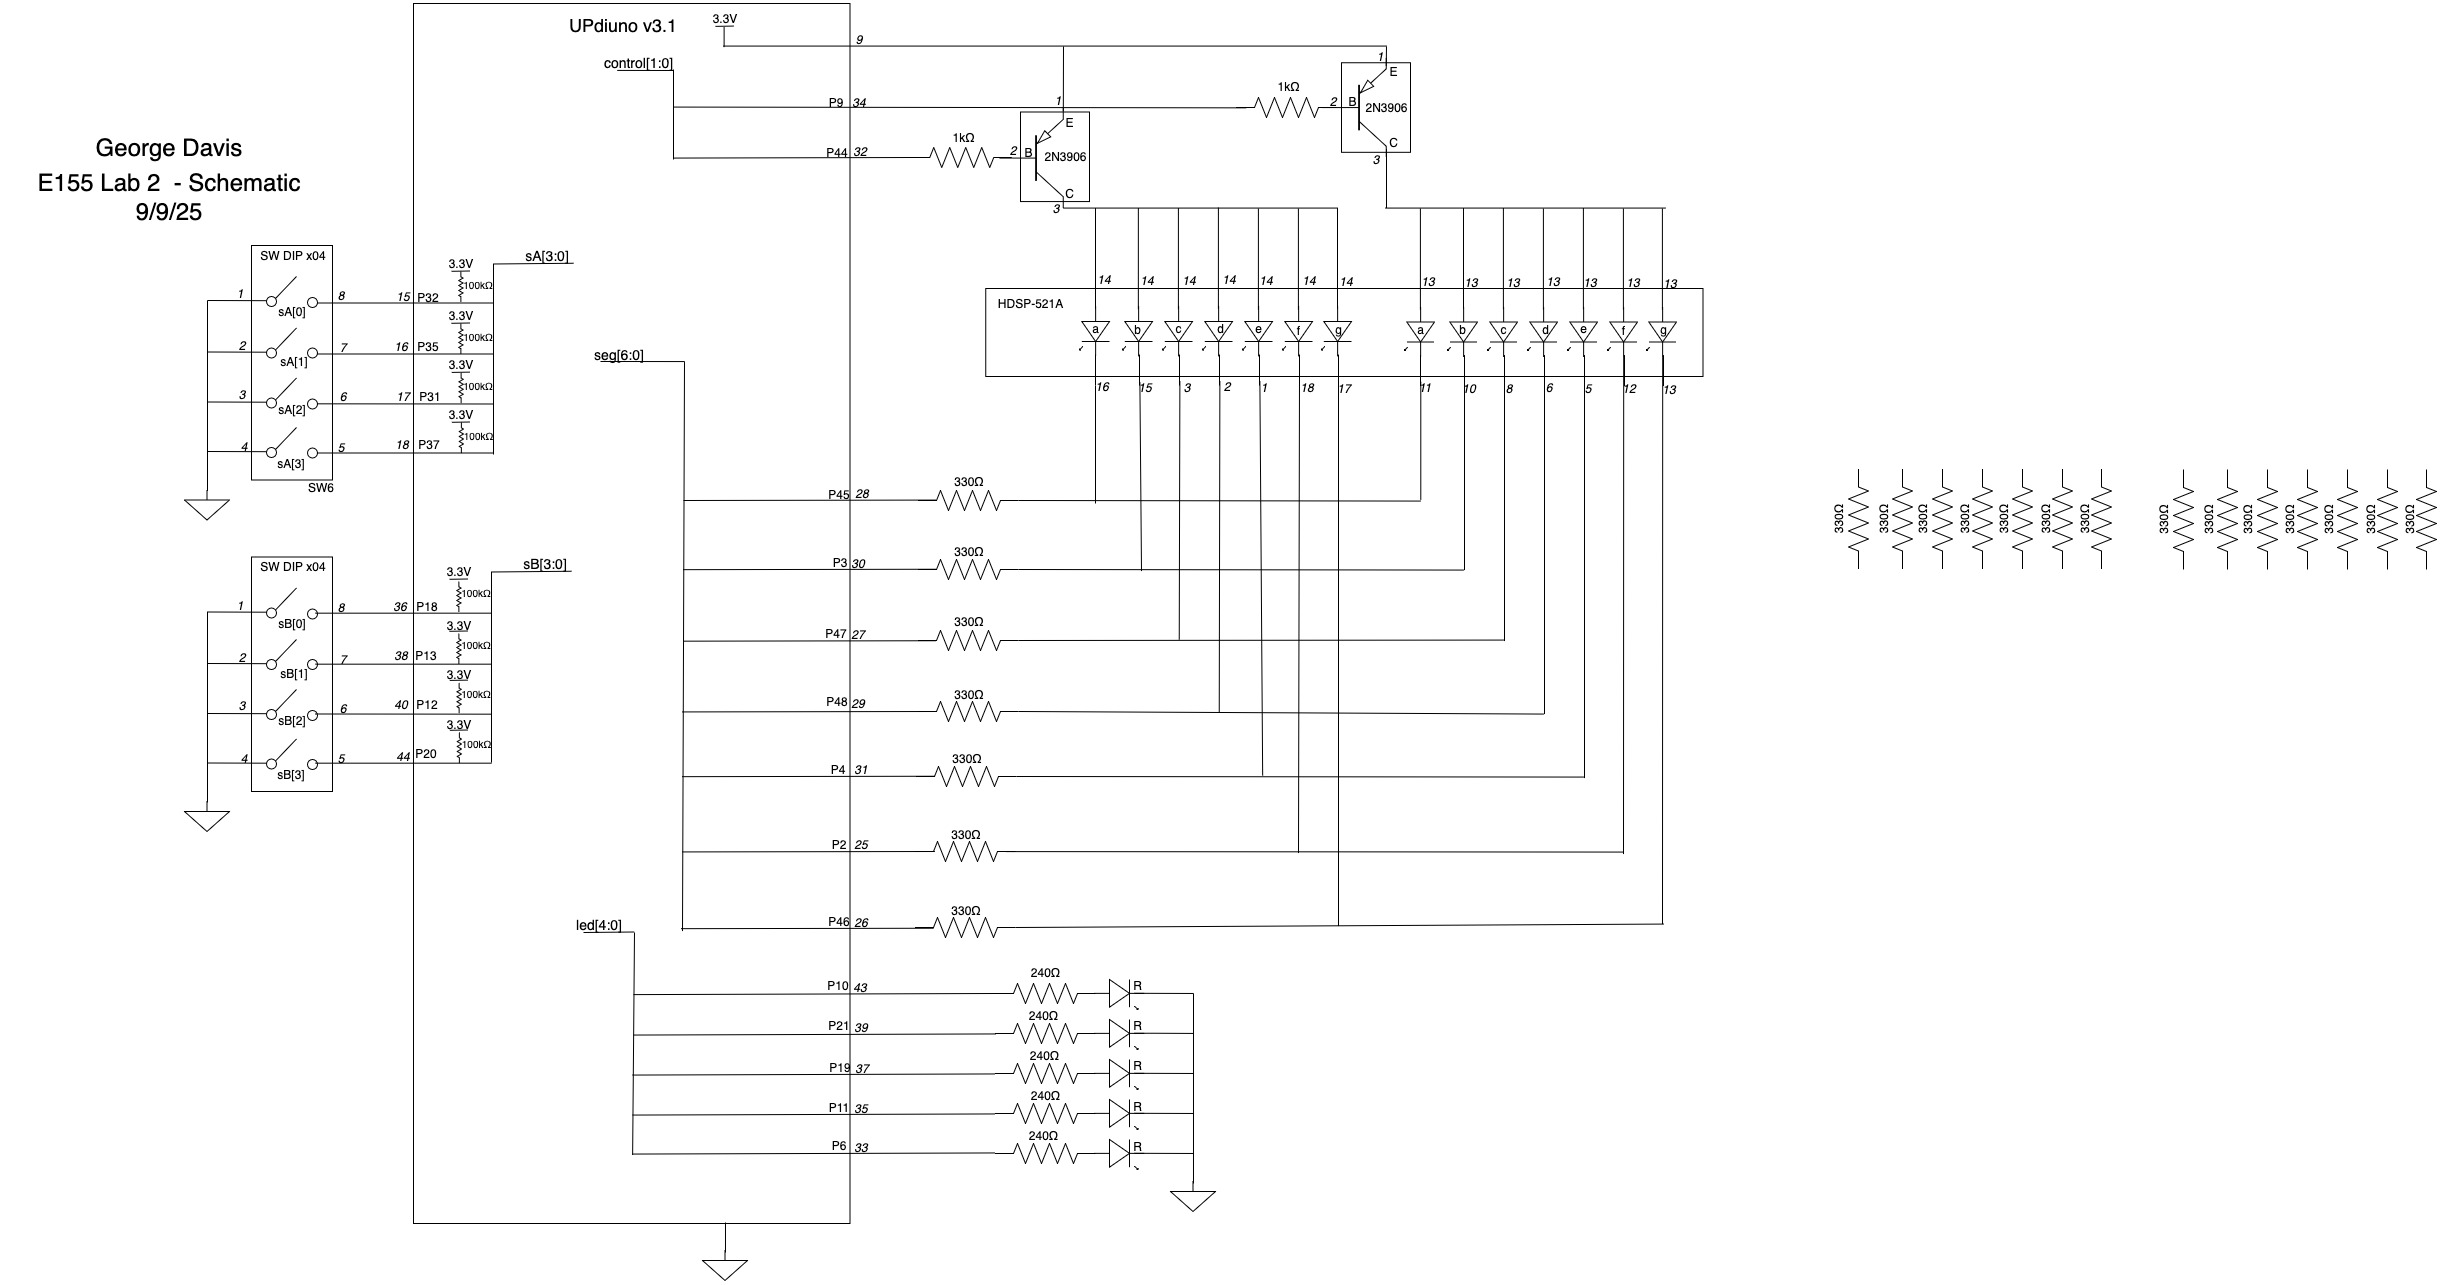 UPdiuno v3.1
3.3V
9
control[1:0]
P9 34
1kΩ
2 B
1
E
2N3906
C
3
P44 32
1kΩ
2 B
1
E
2N3906
C
3
George Davis
E155 Lab 2 - Schematic
9/9/25
SW DIP x04
1 sA[0] 8 15 P32 3.3V 100kΩ
2 sA[1] 7 16 P35 3.3V 100kΩ
3 sA[2] 6 17 P31 3.3V 100kΩ
4 sA[3] 5 18 P37 3.3V 100kΩ
SW6
sA[3:0]
SW DIP x04
1 sB[0] 8 36 P18 3.3V 100kΩ
2 sB[1] 7 38 P13 3.3V 100kΩ
3 sB[2] 6 40 P12 3.3V 100kΩ
4 sB[3] 5 44 P20 3.3V 100kΩ
sB[3:0]
14 14 14 14 14 14 14 13 13 13 13 13 13 13
HDSP-521A
a b c d e f g a b c d e f g
16 15 3 2 1 18 17 11 10 8 6 5 12 13
seg[6:0]
P45 28 330Ω
P3 30 330Ω
P47 27 330Ω
P48 29 330Ω
P4 31 330Ω
P2 25 330Ω
P46 26 330Ω
330Ω 330Ω 330Ω 330Ω 330Ω 330Ω 330Ω 330Ω 330Ω 330Ω 330Ω 330Ω 330Ω 330Ω
led[4:0]
P10 43 240Ω R
P21 39 240Ω R
P19 37 240Ω R
P11 35 240Ω R
P6 33 240Ω R